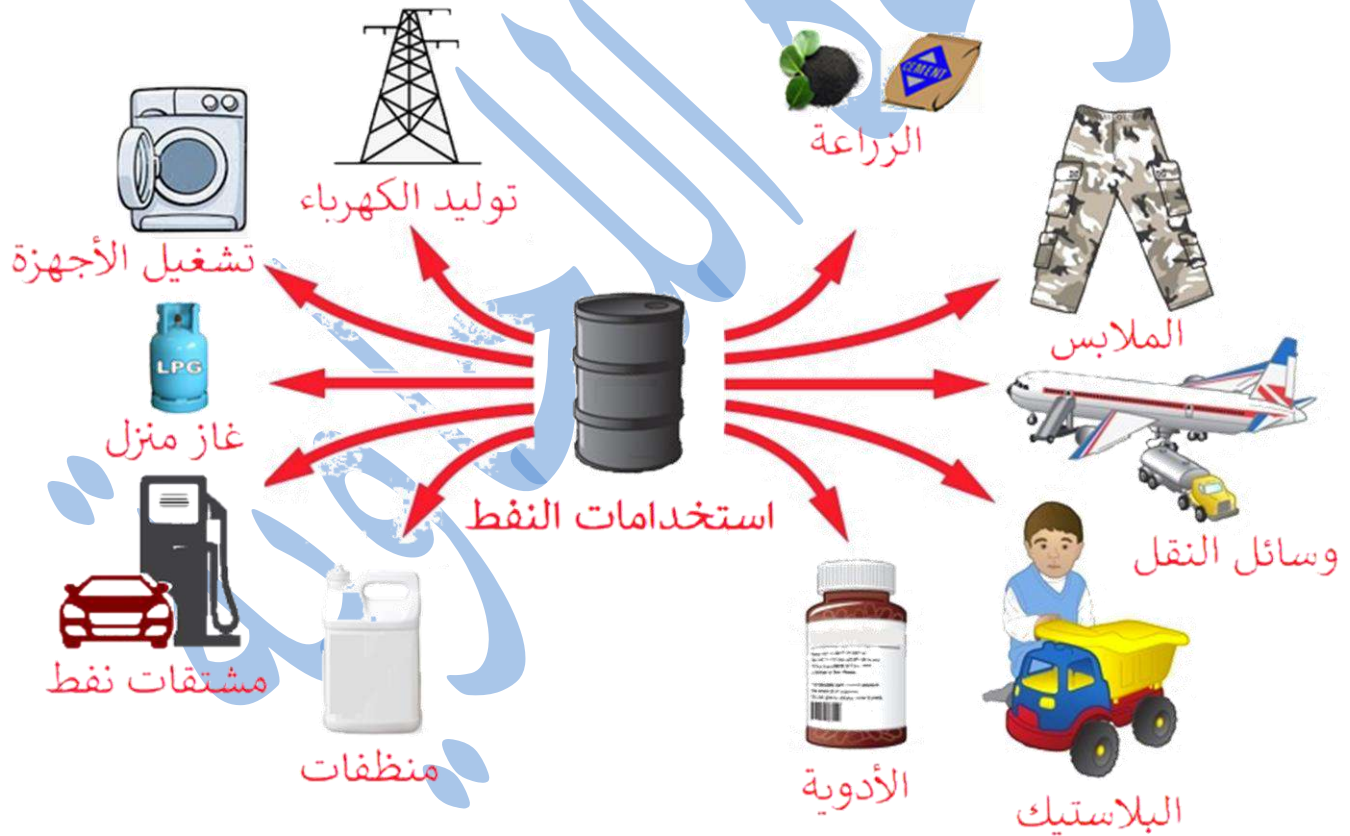 CEMENT
الزراعة
توليد الكهرباء
تشغيل الأجهزة
الملابس
LPG
غاز منزل
استخدامات النفط
وسائل النقل
مشتقات نفط
منظفات
الأدوية
البلاستيك